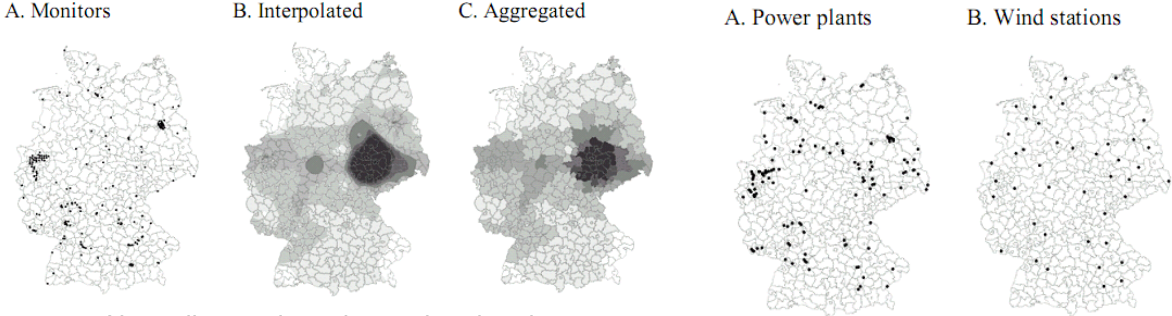 A. Monitors
B. Interpolated
C. Aggregated
A. Power plants
B. Wind stations